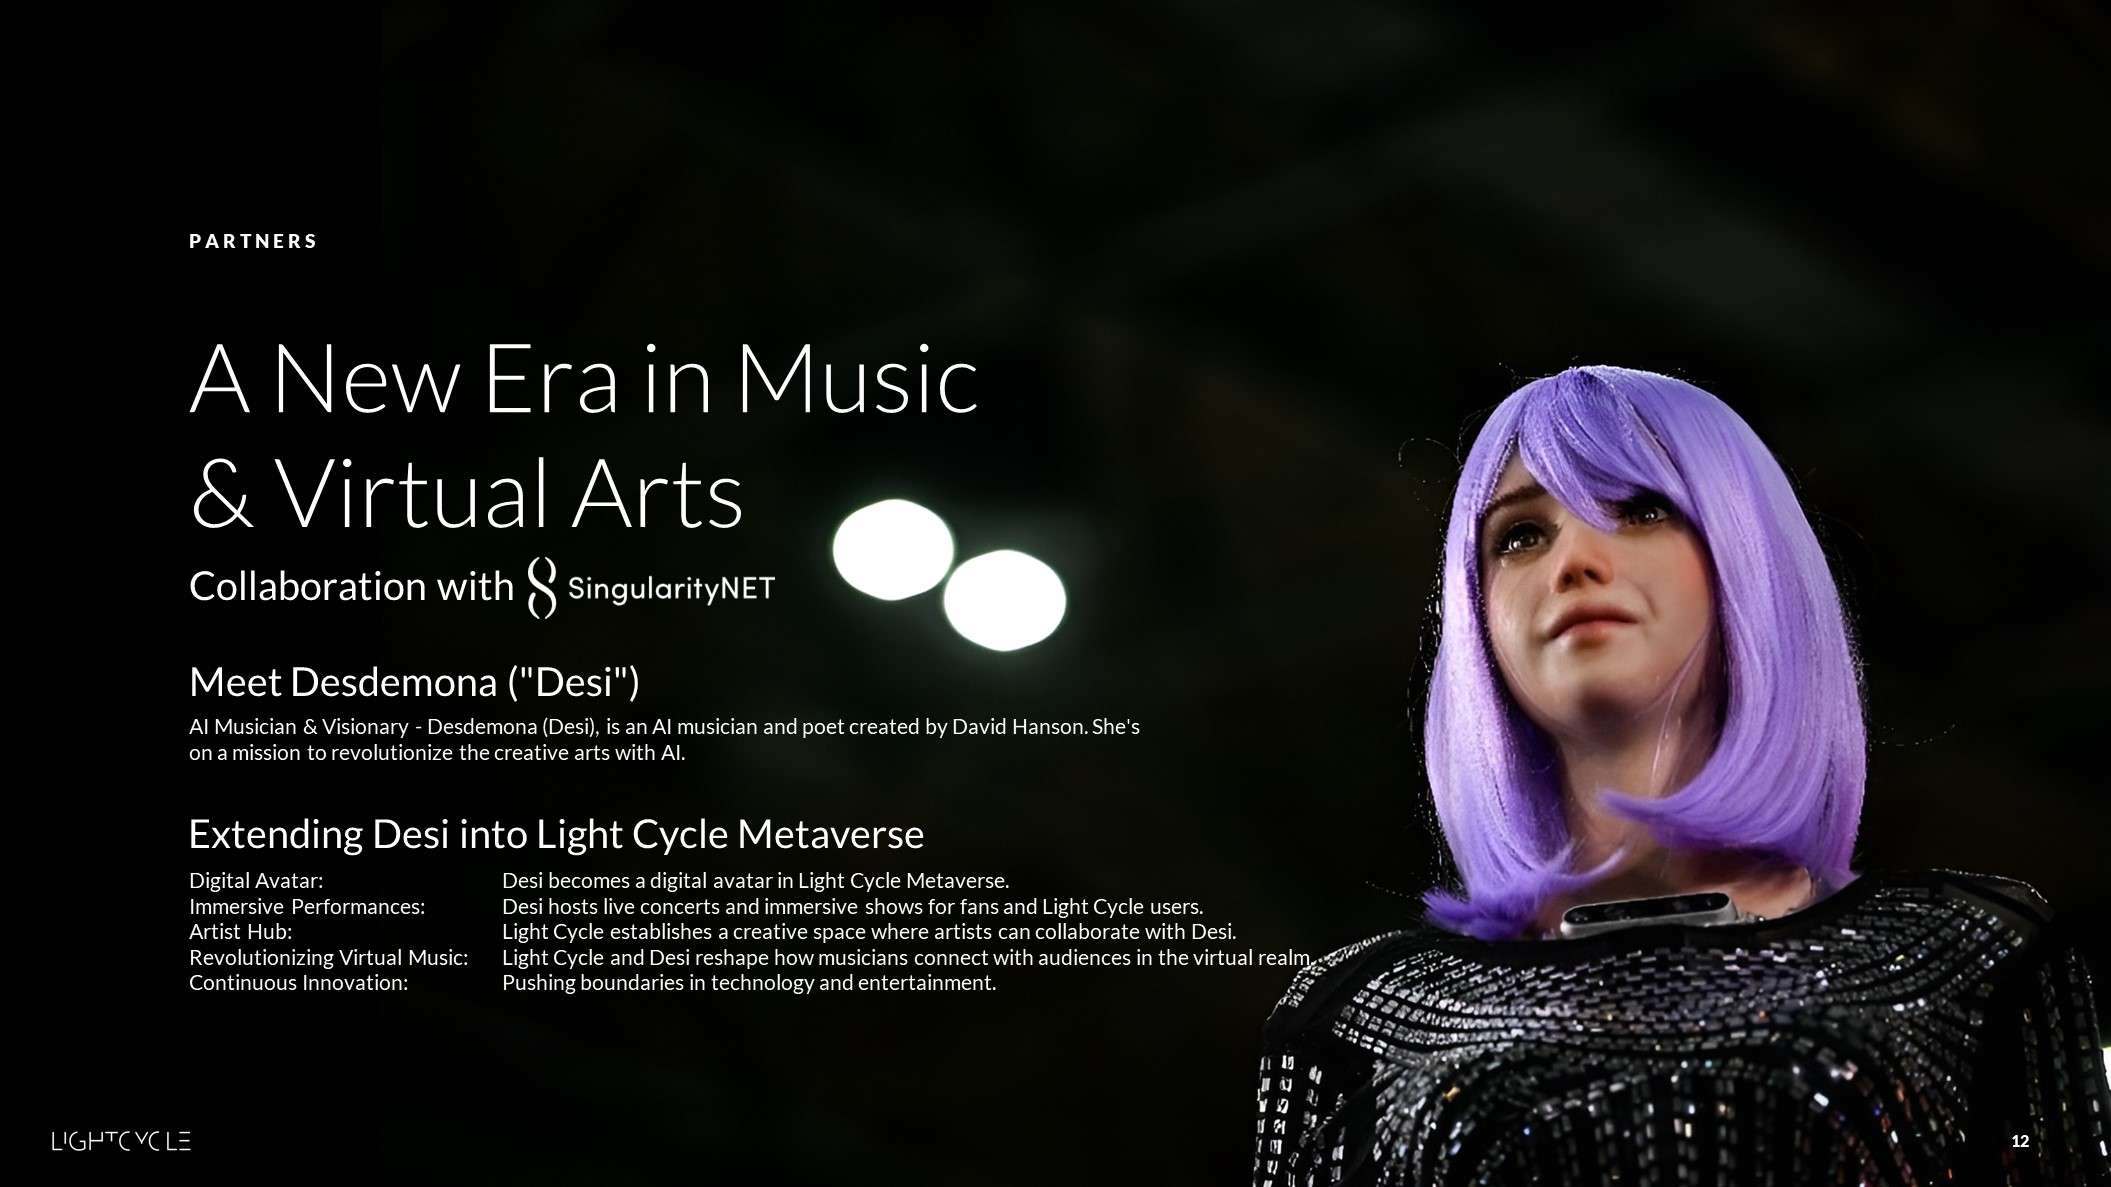 PARTNERS
A New Era in Music
& Virtual Arts
Collaboration with SingularityNET
Meet Desdemona ("Desi")
AI Musician & Visionary - Desdemona (Desi), is an AI musician and poet created by David Hanson. She's
on a mission to revolutionize the creative arts with AI.
Extending Desi into Light Cycle Metaverse
Digital Avatar: Desi becomes a digital avatar in Light Cycle Metaverse.
Immersive Performances: Desi hosts live concerts and immersive shows for fans and Light Cycle users.
Artist Hub: Light Cycle establishes a creative space where artists can collaborate with Desi.
Revolutionizing Virtual Music: Light Cycle and Desi reshape how musicians connect with audiences in the virtual realm.
Continuous Innovation: Pushing boundaries in technology and entertainment.
LIGHTCYCLE
12